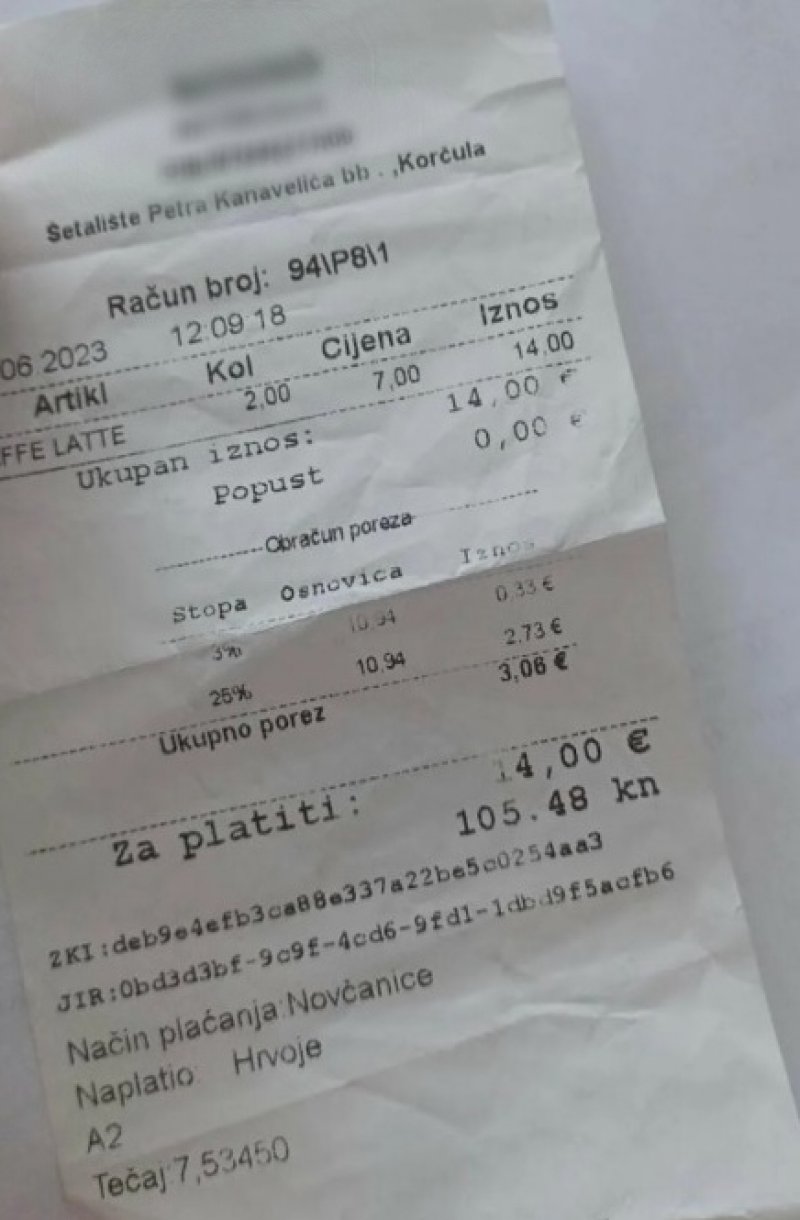 Šetalište Petra Kanavelića bb . ,Korčula
Račun broj: 94\P8\1
06 2023 12:09 18
Artikl Kol Cijena Iznos
FFE LATTE 2,00 7,00 14,00
Ukupan iznos: 14,00 €
Popust 0,00 €
Obračun poreza
Stopa Osnovica Iznos
3% 10,94 0,33 €
25% 10,94 2,73 €
Ukupno porez 3,06 €
Za platiti: 14,00 €
105.48 kn
ZKI:deb9e4efb3ca88e337a22be5c0254aa3
JIR:0bd3d3bf-9c9f-4cd6-9fd1-1dbd9f5acfb6
Način plaćanja:Novčanice
Naplatio: Hrvoje
A2
Tečaj:7,53450